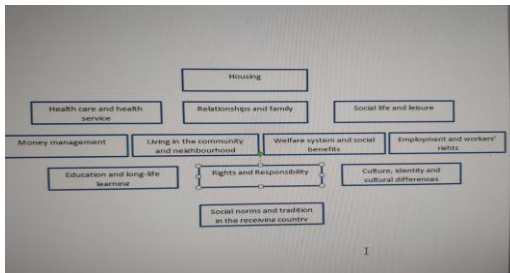 Housing
Health care and health
service
Relationships and family
Social life and leisure
Money management
Living in the community
and neighbourhood
Welfare system and social
benefits
Employment and workers'
rights
Education and long-life
learning
Rights and Responsibility
Culture, identity and
cultural differences
Social norms and tradition
in the receiving country